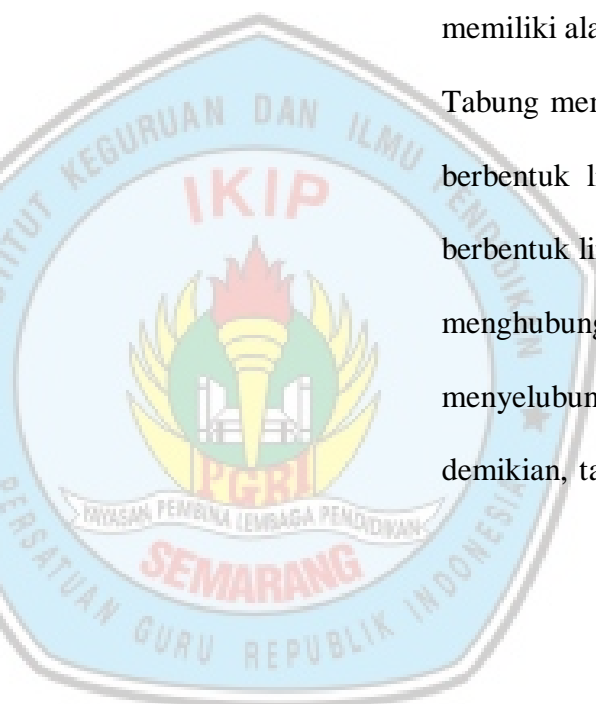 memiliki ala
Tabung mer
berbentuk l
berbentuk li
menghubung
menyelubun
demikian, ta
INSTITUT KEGURUAN DAN ILMU PENDIDIKAN
IKIP
PGRI
YAYASAN PEMBINA LEMBAGA PENDIDIKAN
SEMARANG
PERSATUAN GURU REPUBLIK INDONESIA